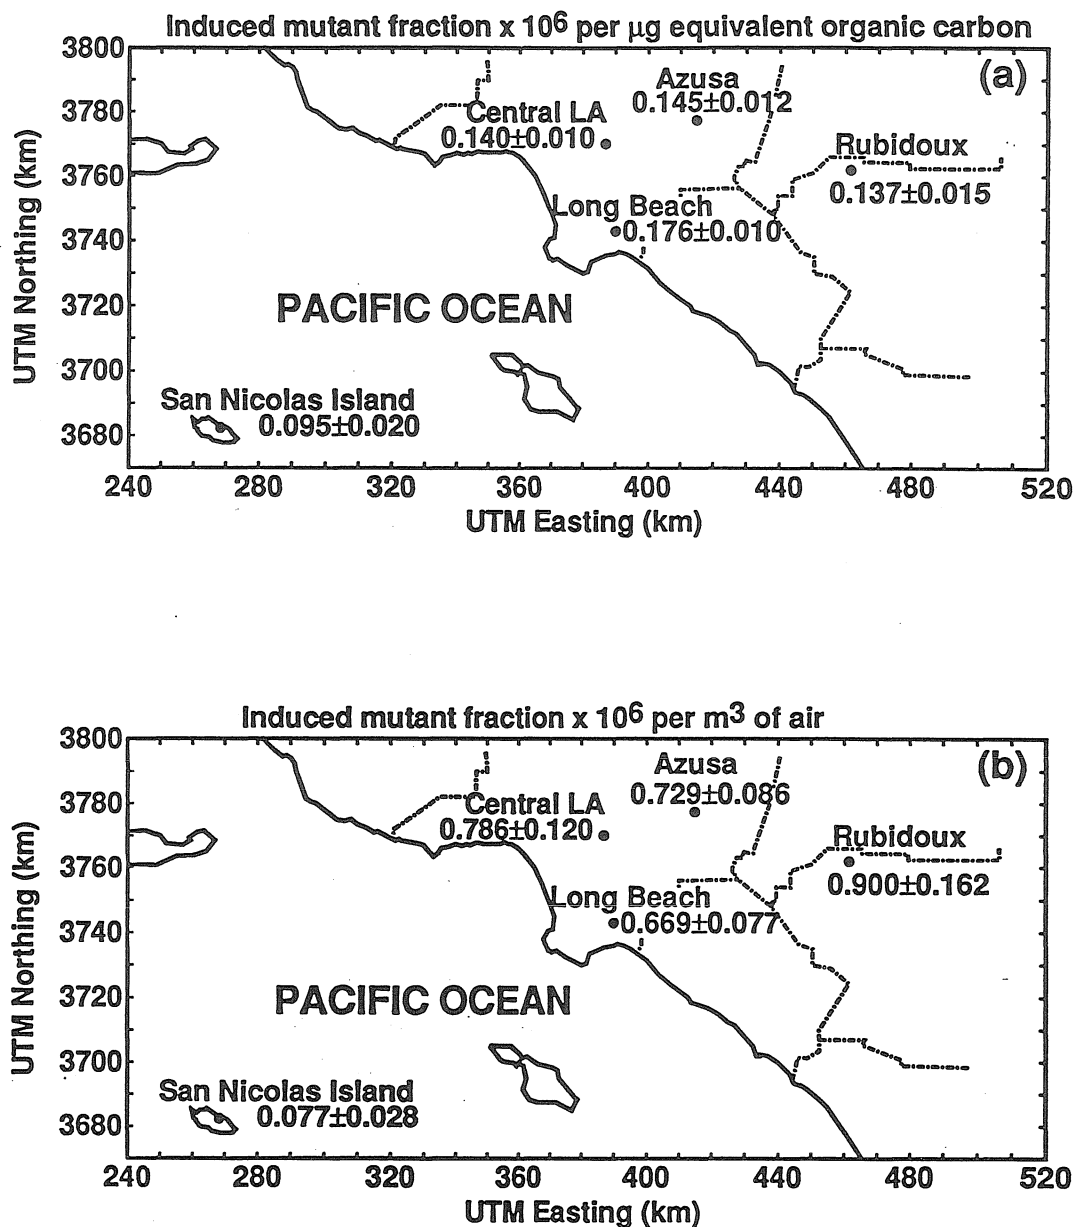 Induced mutant fraction x 10⁶ per µg equivalent organic carbon
(a)
3800
3780
3760
3740
3720
3700
3680
UTM Northing (km)
Azusa
0.145±0.012
Central LA
0.140±0.010
Rubidoux
0.137±0.015
Long Beach
0.176±0.010
PACIFIC OCEAN
San Nicolas Island
0.095±0.020
240 280 320 360 400 440 480 520
UTM Easting (km)
Induced mutant fraction x 10⁶ per m³ of air
(b)
3800
3780
3760
3740
3720
3700
3680
UTM Northing (km)
Azusa
0.729±0.086
Central LA
0.786±0.120
Rubidoux
0.900±0.162
Long Beach
0.669±0.077
PACIFIC OCEAN
San Nicolas Island
0.077±0.028
240 280 320 360 400 440 480 520
UTM Easting (km)